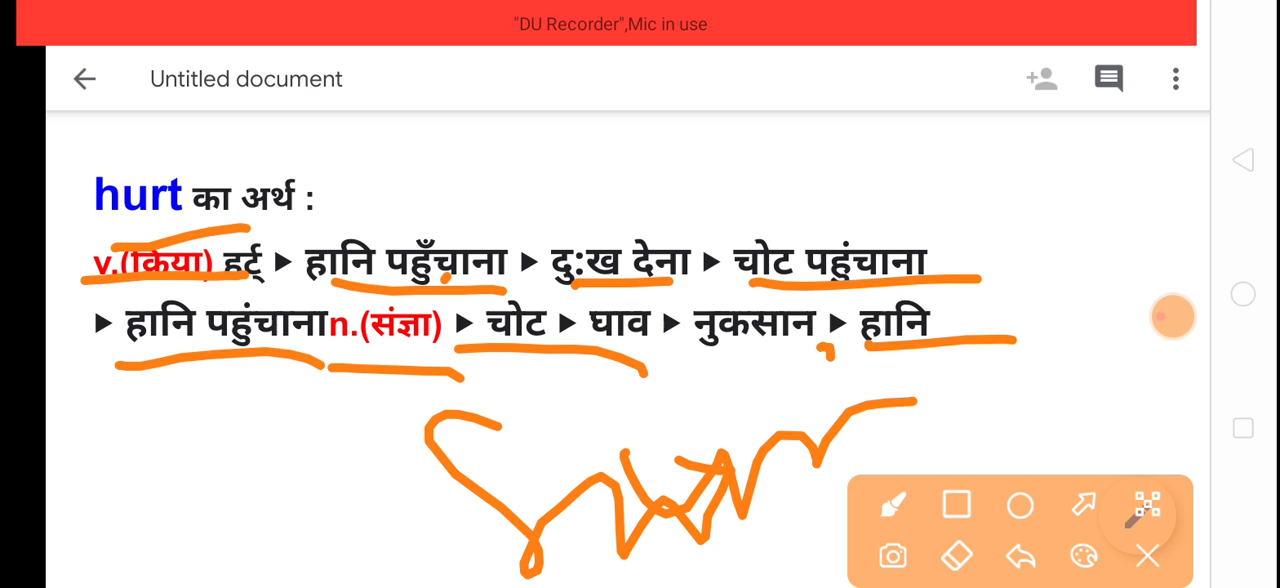 "DU Recorder",Mic in use
Untitled document
hurt का अर्थ :
v.(क्रिया) हर्ट् ▶ हानि पहुँचाना ▶ दु:ख देना ▶ चोट पहुंचाना
▶ हानि पहुंचानाn.(संज्ञा) ▶ चोट ▶ घाव ▶ नुकसान ▶ हानि